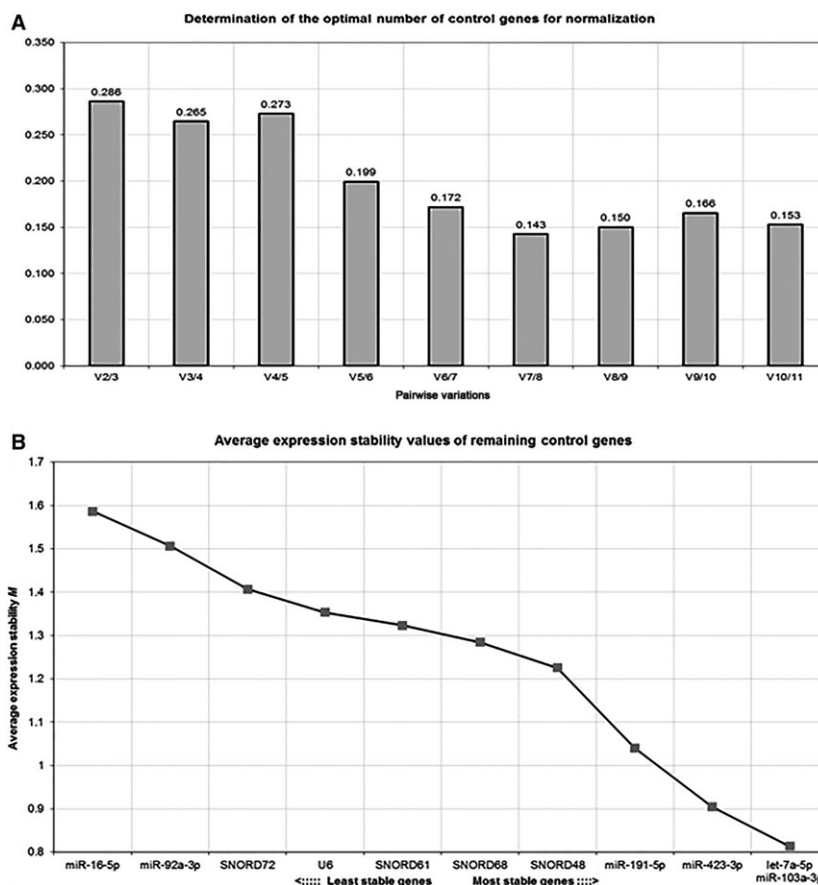 A
Determination of the optimal number of control genes for normalization
0.350
0.300
0.250
0.200
0.150
0.100
0.050
0.000
0.286
0.265
0.273
0.199
0.172
0.143
0.150
0.166
0.153
V2/3
V3/4
V4/5
V5/6
V6/7
V7/8
V8/9
V9/10
V10/11
Pairwise variations
B
Average expression stability values of remaining control genes
Average expression stability M
1.7
1.6
1.5
1.4
1.3
1.2
1.1
1
0.9
0.8
miR-16-5p
miR-92a-3p
SNORD72
U6
SNORD61
SNORD68
SNORD48
miR-191-5p
miR-423-3p
let-7a-5p
miR-103a-3p
<::::: Least stable genes
Most stable genes ::::>